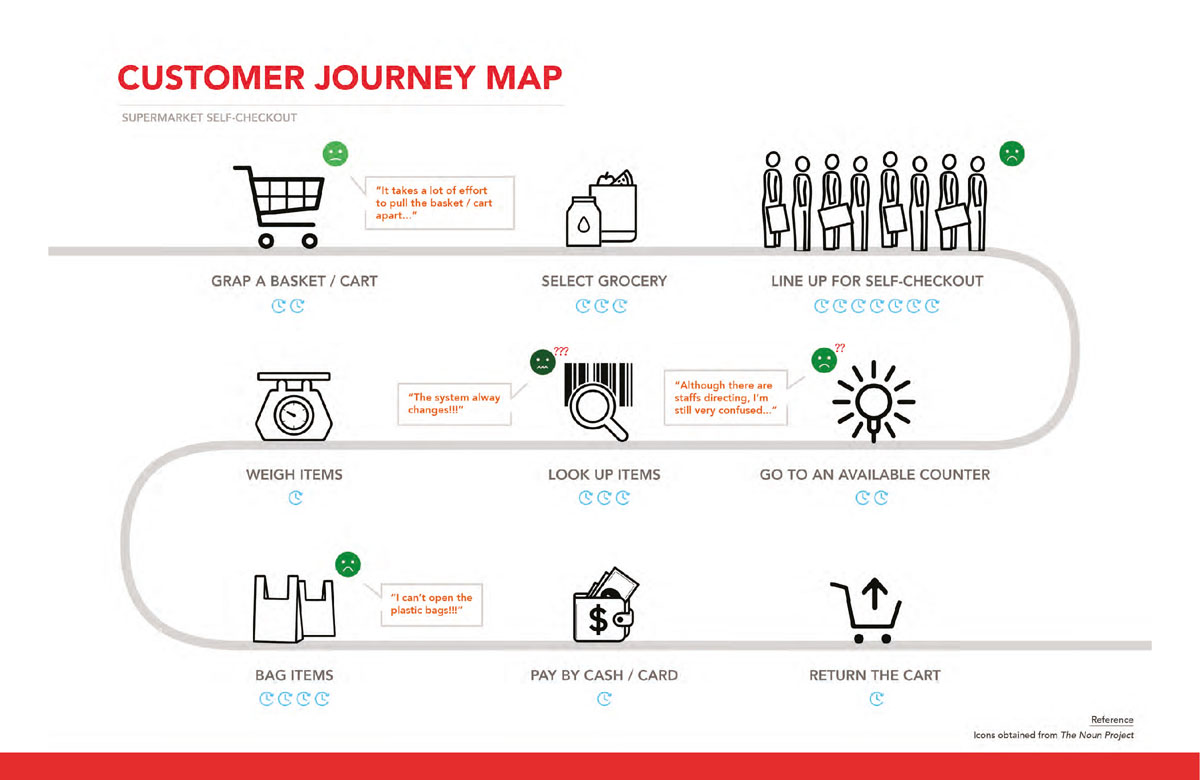 CUSTOMER JOURNEY MAP
SUPERMARKET SELF-CHECKOUT
"It takes a lot of effort
to pull the basket / cart
apart..."
GRAP A BASKET / CART
SELECT GROCERY
LINE UP FOR SELF-CHECKOUT
"The system alway
changes!!!"
???
"Although there are
staffs directing, I'm
still very confused..."
??
WEIGH ITEMS
LOOK UP ITEMS
GO TO AN AVAILABLE COUNTER
"I can't open the
plastic bags!!!"
$
BAG ITEMS
PAY BY CASH / CARD
RETURN THE CART
Reference
Icons obtained from The Noun Project